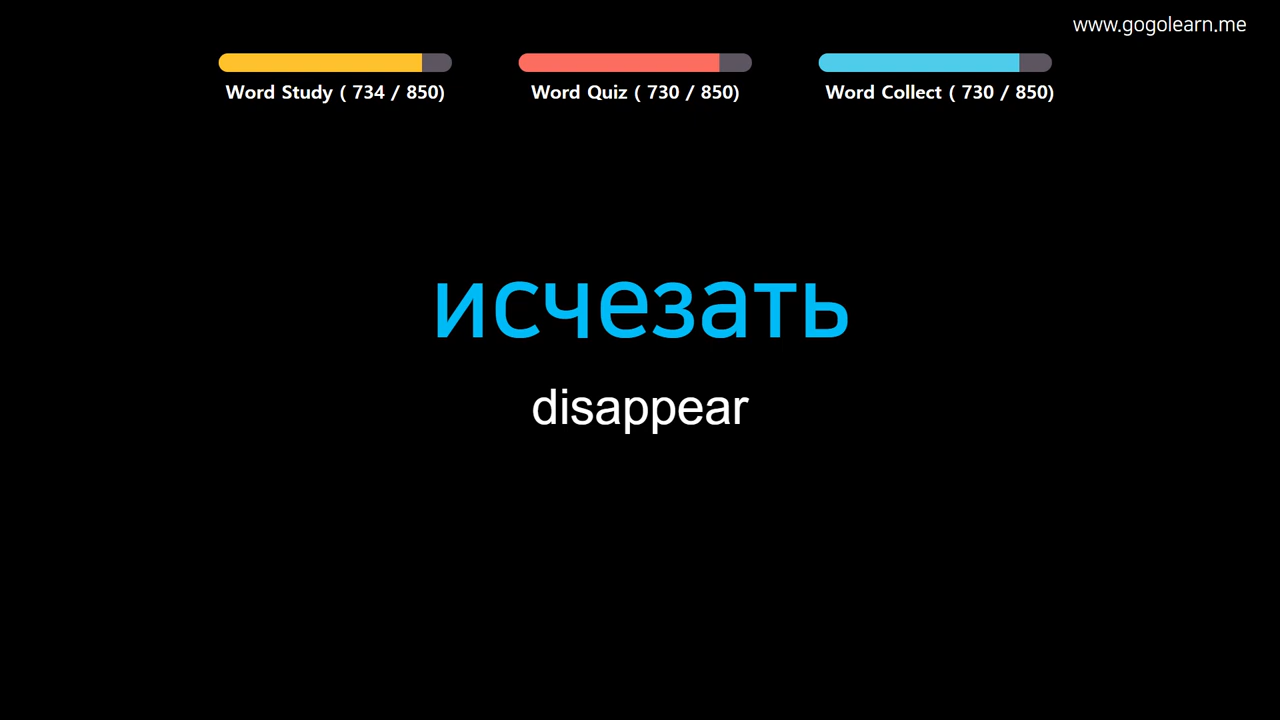 www.gogolearn.me
Word Study ( 734 / 850)
Word Quiz ( 730 / 850)
Word Collect ( 730 / 850)
исчезать
disappear